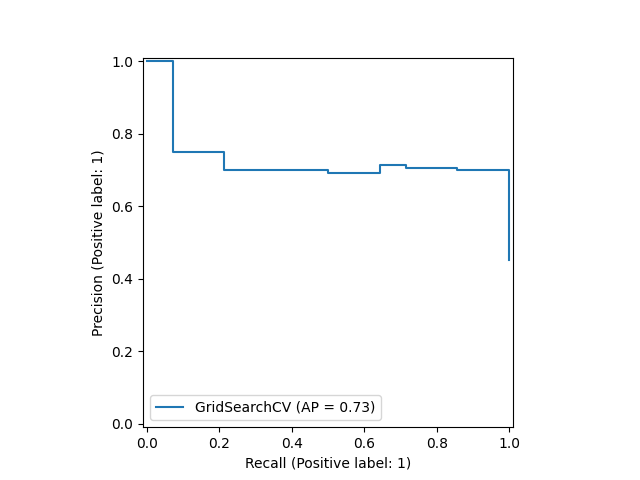 1.0
0.8
0.6
0.4
0.2
0.0
Precision (Positive label: 1)
GridSearchCV (AP = 0.73)
0.0 0.2 0.4 0.6 0.8 1.0
Recall (Positive label: 1)